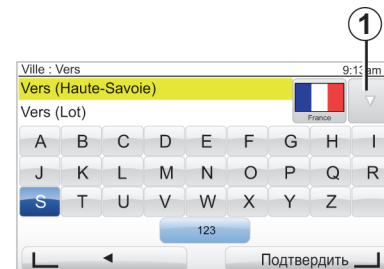 1
Ville : Vers 9:13 am
Vers (Haute-Savoie)
France
Vers (Lot)
A B C D E F G H I
J K L M N O P Q R
S T U V W X Y Z
123
Подтвердить